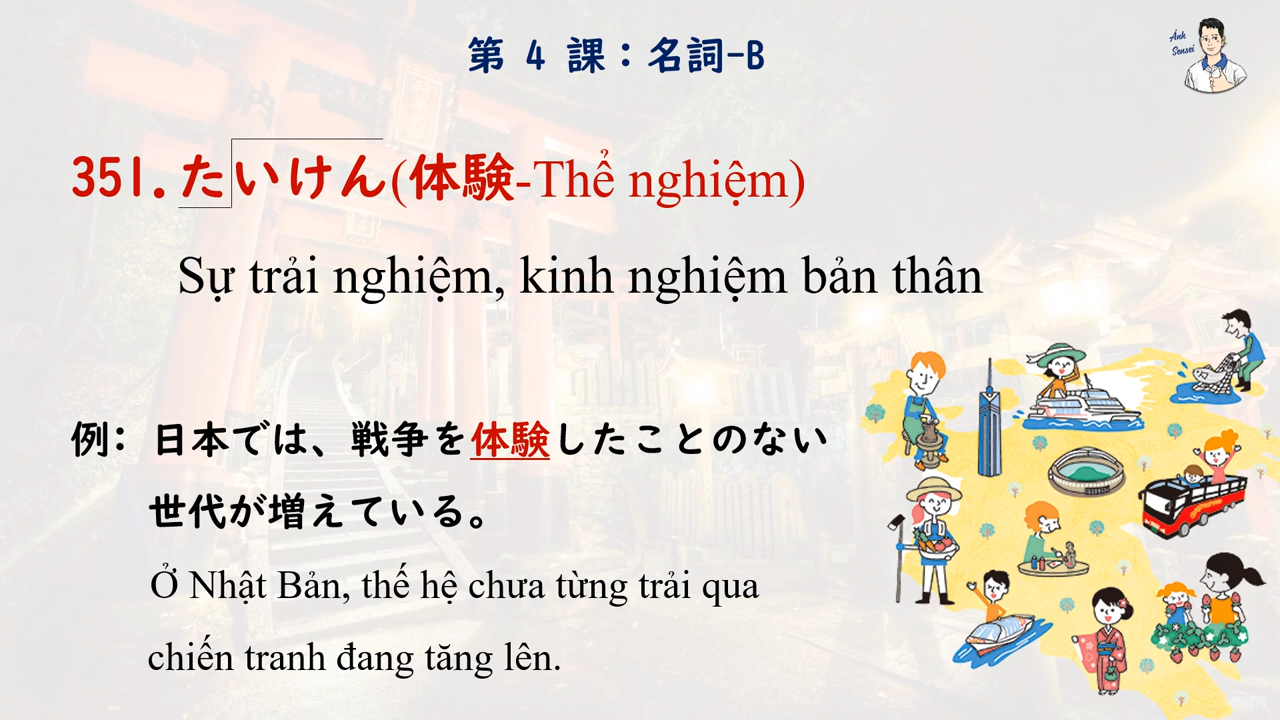 第 4 課：名詞-B
Anh
Sensei
351.たいけん(体験-Thể nghiệm)
Sự trải nghiệm, kinh nghiệm bản thân
例：日本では、戦争を体験したことのない
世代が増えている。
Ở Nhật Bản, thế hệ chưa từng trải qua
chiến tranh đang tăng lên.